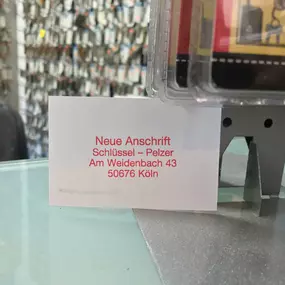 Neue Anschrift
Schlüssel – Pelzer
Am Weidenbach 43
50676 Köln